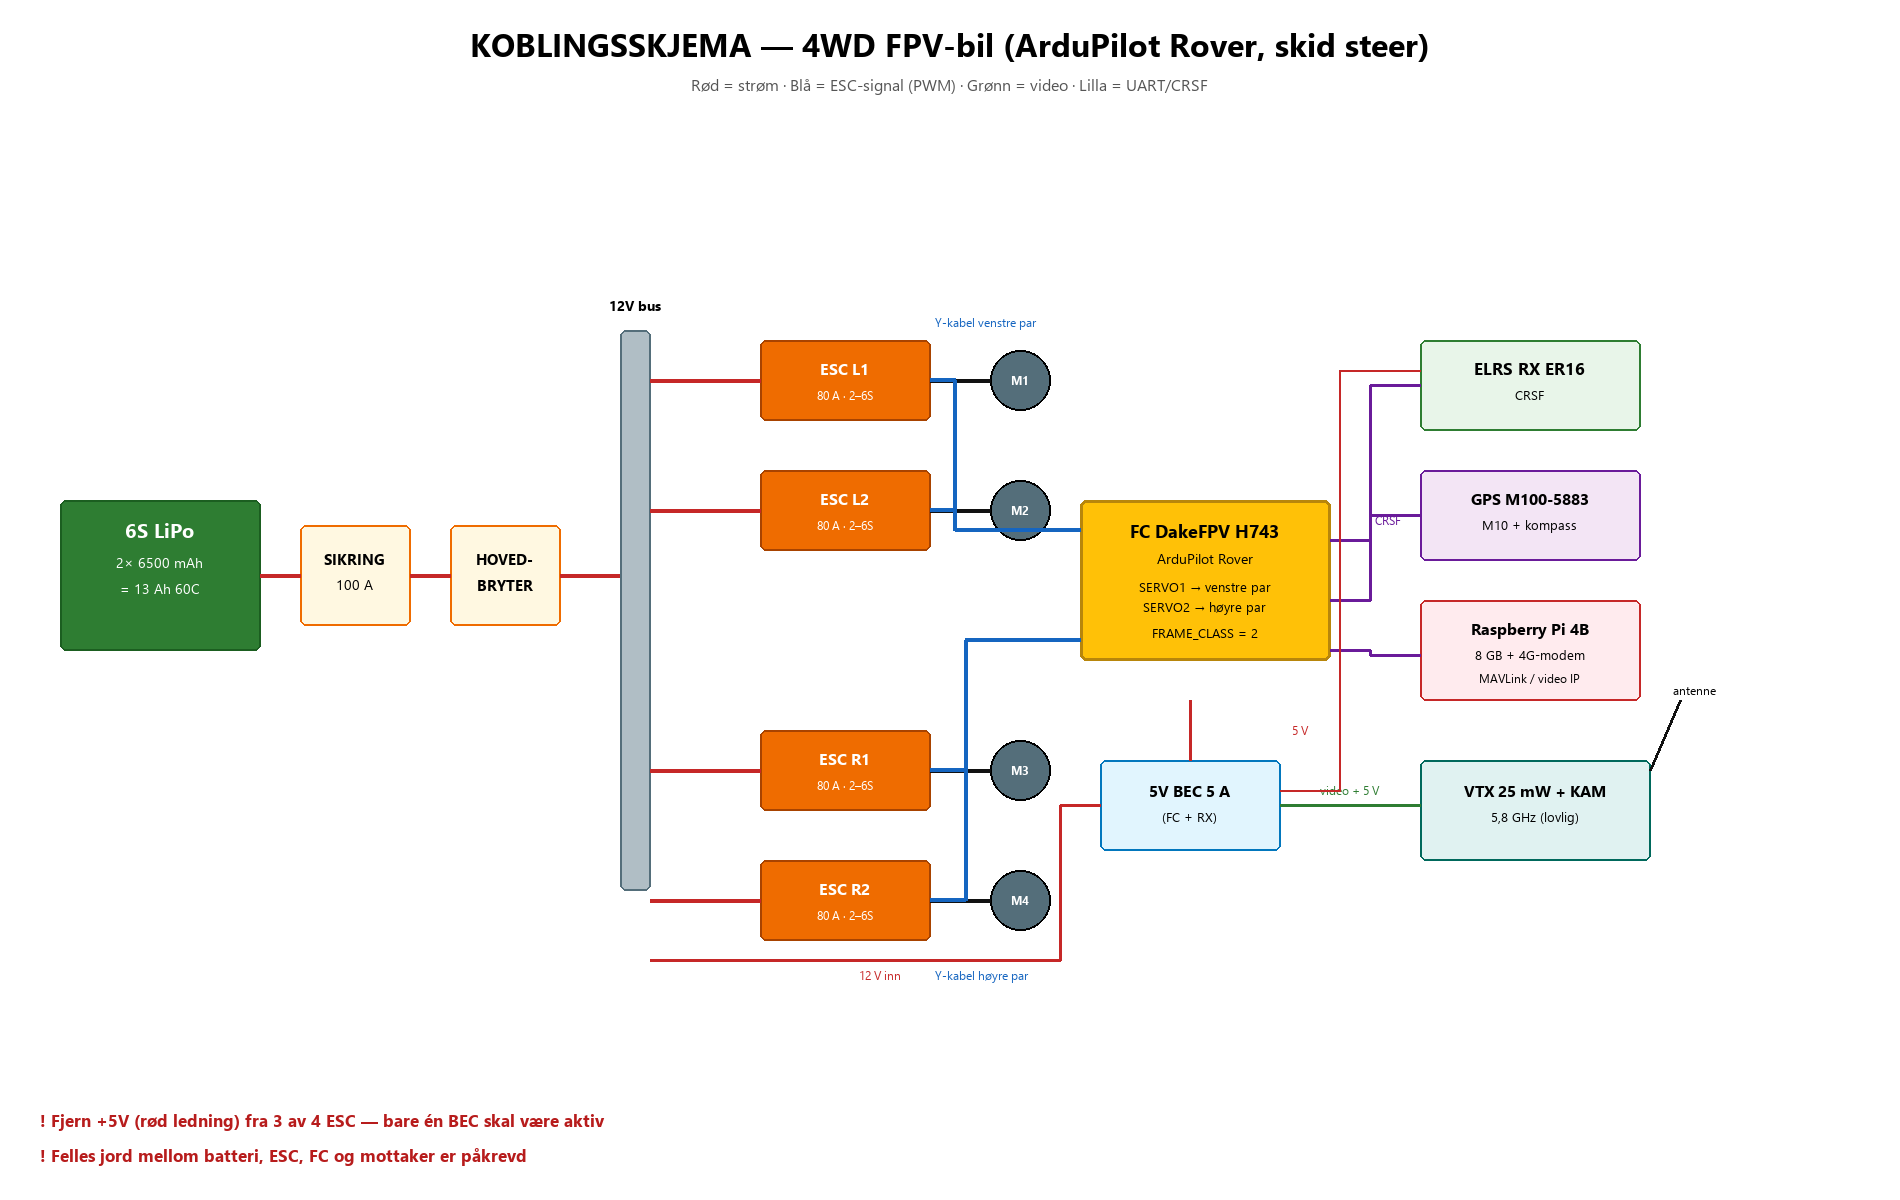 KOBLINGSSKJEMA — 4WD FPV-bil (ArduPilot Rover, skid steer)
Rød = strøm · Blå = ESC-signal (PWM) · Grønn = video · Lilla = UART/CRSF
12V bus
Y-kabel venstre par
6S LiPo
2× 6500 mAh
= 13 Ah 60C
SIKRING
100 A
HOVED-
BRYTER
ESC L1
80 A · 2–6S
M1
ESC L2
80 A · 2–6S
M2
ESC R1
80 A · 2–6S
M3
ESC R2
80 A · 2–6S
M4
12 V inn
Y-kabel høyre par
FC DakeFPV H743
ArduPilot Rover
SERVO1 → venstre par
SERVO2 → høyre par
FRAME_CLASS = 2
5 V
5V BEC 5 A
(FC + RX)
video + 5 V
CRSF
ELRS RX ER16
CRSF
GPS M100-5883
M10 + kompass
Raspberry Pi 4B
8 GB + 4G-modem
MAVLink / video IP
antenne
VTX 25 mW + KAM
5,8 GHz (lovlig)
! Fjern +5V (rød ledning) fra 3 av 4 ESC — bare én BEC skal være aktiv
! Felles jord mellom batteri, ESC, FC og mottaker er påkrevd